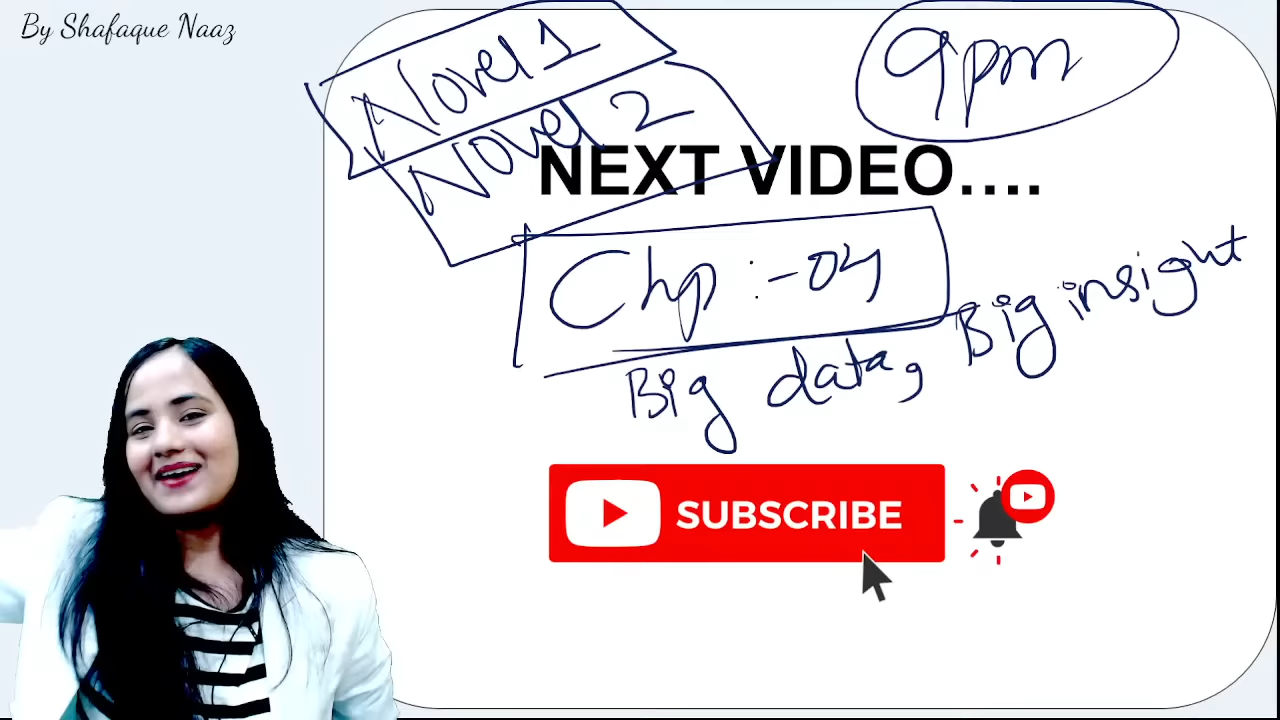 By Shafaque Naaz
Novel 1
9pm
Novel 2
NEXT VIDEO....
Chp :- 04
Big data, Big insight
SUBSCRIBE